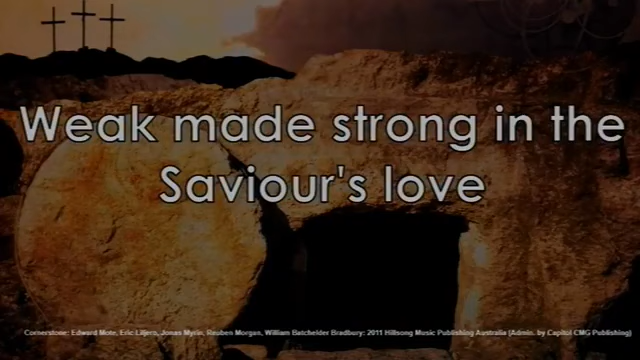 Weak made strong in the
Saviour's love
Cornerstone: Edward Mote, Eric Liljero, Jonas Myrin, Reuben Morgan, William Batchelder Bradbury: 2011 Hillsong Music Publishing Australia (Admin. by Capitol CMG Publishing)